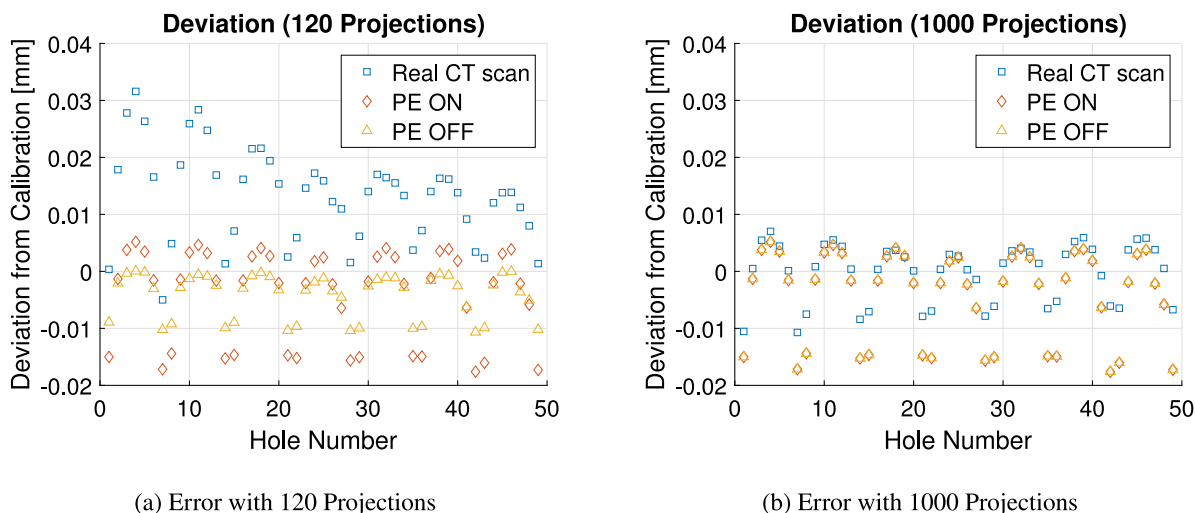 Deviation (120 Projections)
0.04
0.03
0.02
0.01
0
-0.01
-0.02
Deviation from Calibration [mm]
Real CT scan
PE ON
PE OFF
0 10 20 30 40 50
Hole Number
(a) Error with 120 Projections
Deviation (1000 Projections)
0.04
0.03
0.02
0.01
0
-0.01
-0.02
Deviation from Calibration [mm]
Real CT scan
PE ON
PE OFF
0 10 20 30 40 50
Hole Number
(b) Error with 1000 Projections